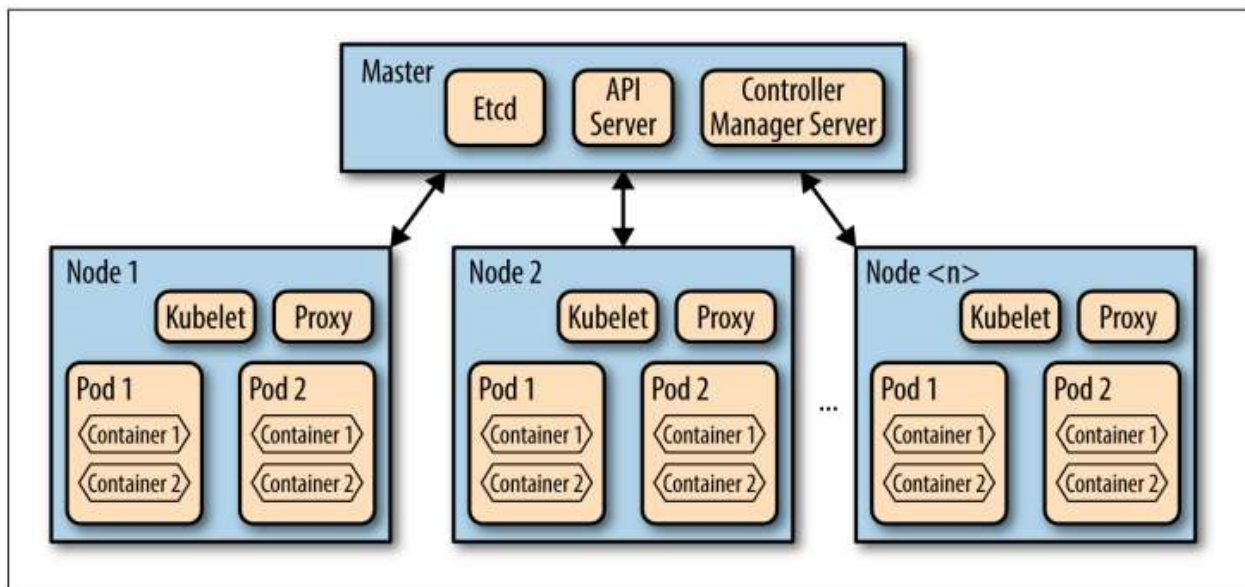 Master
Etcd
API
Server
Controller
Manager Server
Node 1
Kubelet
Proxy
Pod 1
Container 1
Container 2
Pod 2
Container 1
Container 2
Node 2
Kubelet
Proxy
Pod 1
Container 1
Container 2
Pod 2
Container 1
Container 2
...
Node <n>
Kubelet
Proxy
Pod 1
Container 1
Container 2
Pod 2
Container 1
Container 2